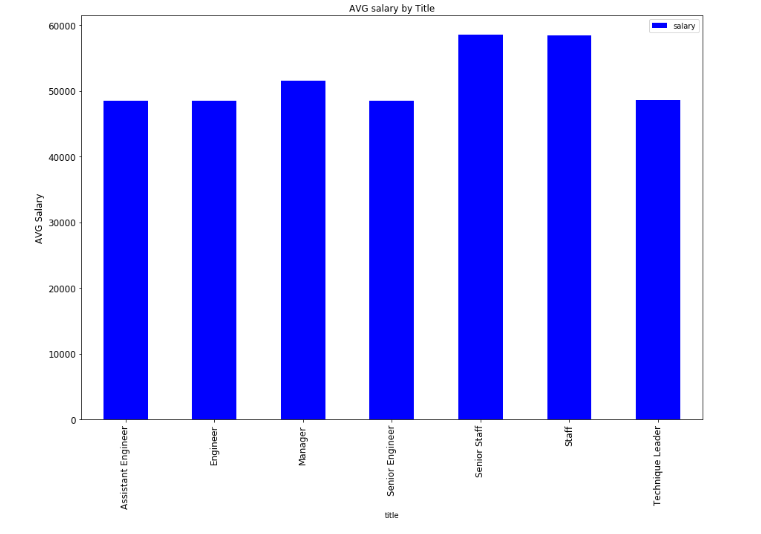 AVG salary by Title
salary
AVG Salary
60000
50000
40000
30000
20000
10000
0
Assistant Engineer
Engineer
Manager
Senior Engineer
Senior Staff
Staff
Technique Leader
title